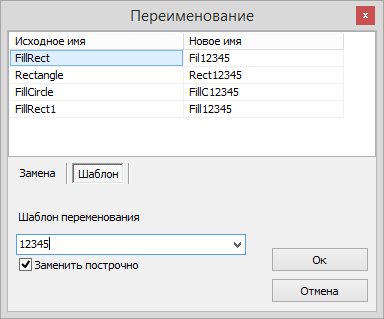 Переименование
x
Исходное имя Новое имя
FillRect Fil12345
Rectangle Rect12345
FillCircle FillC12345
FillRect1 Fill12345
Замена Шаблон
Шаблон переменования
12345
Заменить построчно
Ок
Отмена